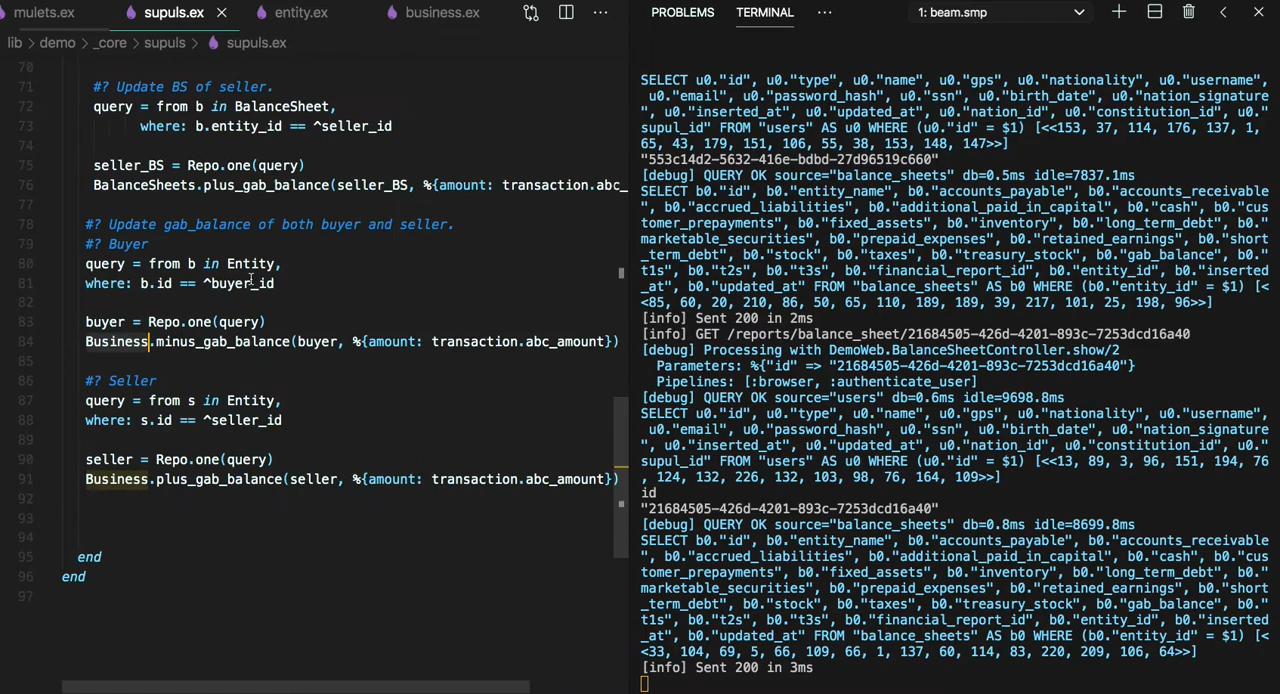 mulets.ex supuls.ex entity.ex business.ex
lib > demo > _core > supuls > supuls.ex
70
71 #? Update BS of seller.
72 query = from b in BalanceSheet,
73 where: b.entity_id == ^seller_id
74
75 seller_BS = Repo.one(query)
76 BalanceSheets.plus_gab_balance(seller_BS, %{amount: transaction.abc_
77
78 #? Update gab_balance of both buyer and seller.
79 #? Buyer
80 query = from b in Entity,
81 where: b.id == ^buyer_id
82
83 buyer = Repo.one(query)
84 Business.minus_gab_balance(buyer, %{amount: transaction.abc_amount})
85
86 #? Seller
87 query = from s in Entity,
88 where: s.id == ^seller_id
89
90 seller = Repo.one(query)
91 Business.plus_gab_balance(seller, %{amount: transaction.abc_amount})
92
93
94
95 end
96 end
97
PROBLEMS TERMINAL ··· 1: beam.smp
SELECT u0."id", u0."type", u0."name", u0."gps", u0."nationality", u0."username",
u0."email", u0."password_hash", u0."ssn", u0."birth_date", u0."nation_signature
", u0."inserted_at", u0."updated_at", u0."nation_id", u0."constitution_id", u0."
supul_id" FROM "users" AS u0 WHERE (u0."id" = $1) [<<153, 37, 114, 176, 137, 1,
65, 43, 179, 151, 106, 55, 38, 153, 148, 147>>]
"553c14d2-5632-416e-bdbd-27d96519c660"
[debug] QUERY OK source="balance_sheets" db=0.5ms idle=7837.1ms
SELECT b0."id", b0."entity_name", b0."accounts_payable", b0."accounts_receivable
", b0."accrued_liabilities", b0."additional_paid_in_capital", b0."cash", b0."cus
tomer_prepayments", b0."fixed_assets", b0."inventory", b0."long_term_debt", b0."
marketable_securities", b0."prepaid_expenses", b0."retained_earnings", b0."short
_term_debt", b0."stock", b0."taxes", b0."treasury_stock", b0."gab_balance", b0."
t1s", b0."t2s", b0."t3s", b0."financial_report_id", b0."entity_id", b0."inserted
_at", b0."updated_at" FROM "balance_sheets" AS b0 WHERE (b0."entity_id" = $1) [<
<85, 60, 20, 210, 86, 50, 65, 110, 189, 189, 39, 217, 101, 25, 198, 96>>]
[info] Sent 200 in 2ms
[info] GET /reports/balance_sheet/21684505-426d-4201-893c-7253dcd16a40
[debug] Processing with DemoWeb.BalanceSheetController.show/2
Parameters: %{"id" => "21684505-426d-4201-893c-7253dcd16a40"}
Pipelines: [:browser, :authenticate_user]
[debug] QUERY OK source="users" db=0.6ms idle=9698.8ms
SELECT u0."id", u0."type", u0."name", u0."gps", u0."nationality", u0."username",
u0."email", u0."password_hash", u0."ssn", u0."birth_date", u0."nation_signature
", u0."inserted_at", u0."updated_at", u0."nation_id", u0."constitution_id", u0."
supul_id" FROM "users" AS u0 WHERE (u0."id" = $1) [<<13, 89, 3, 96, 151, 194, 76
, 124, 132, 226, 132, 103, 98, 76, 164, 109>>]
id
"21684505-426d-4201-893c-7253dcd16a40"
[debug] QUERY OK source="balance_sheets" db=0.8ms idle=8699.8ms
SELECT b0."id", b0."entity_name", b0."accounts_payable", b0."accounts_receivable
", b0."accrued_liabilities", b0."additional_paid_in_capital", b0."cash", b0."cus
tomer_prepayments", b0."fixed_assets", b0."inventory", b0."long_term_debt", b0."
marketable_securities", b0."prepaid_expenses", b0."retained_earnings", b0."short
_term_debt", b0."stock", b0."taxes", b0."treasury_stock", b0."gab_balance", b0."
t1s", b0."t2s", b0."t3s", b0."financial_report_id", b0."entity_id", b0."inserted
_at", b0."updated_at" FROM "balance_sheets" AS b0 WHERE (b0."entity_id" = $1) [<
<33, 104, 69, 5, 66, 109, 66, 1, 137, 60, 114, 83, 220, 209, 106, 64>>]
[info] Sent 200 in 3ms